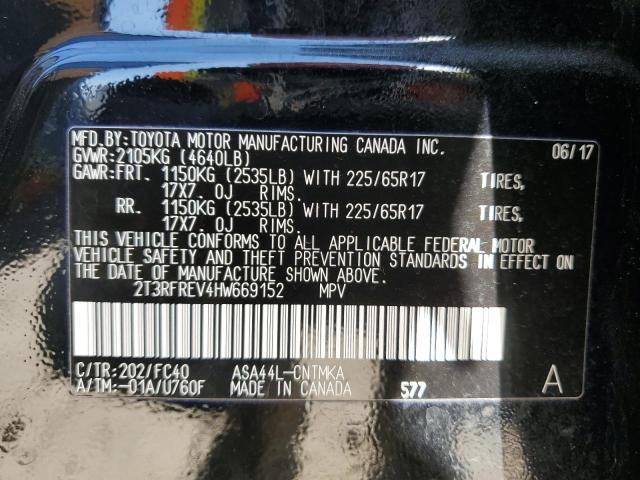 MFD.BY:TOYOTA MOTOR MANUFACTURING CANADA INC. 06/17
GVWR:2105KG (4640LB)
GAWR:FRT. 1150KG (2535LB) WITH 225/65R17 TIRES,
17X7.0J RIMS.
RR. 1150KG (2535LB) WITH 225/65R17 TIRES,
17X7.0J RIMS.
THIS VEHICLE CONFORMS TO ALL APPLICABLE FEDERAL MOTOR
VEHICLE SAFETY AND THEFT PREVENTION STANDARDS IN EFFECT ON
THE DATE OF MANUFACTURE SHOWN ABOVE.
2T3RFREV4HW669152 MPV
C/TR:202/FC40 ASA44L-CNTMKA
A/TM:-01A/U760F MADE IN CANADA 577 A